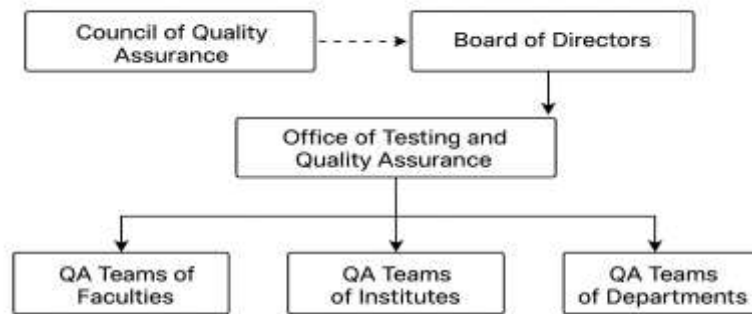 Council of Quality
Assurance
Board of Directors
Office of Testing and
Quality Assurance
QA Teams of
Faculties
QA Teams
of Institutes
QA Teams
of Departments